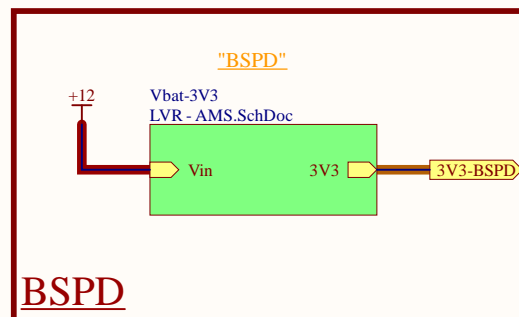 "BSPD"
+12
Vbat-3V3
LVR - AMS.SchDoc
Vin
3V3
3V3-BSPD
BSPD